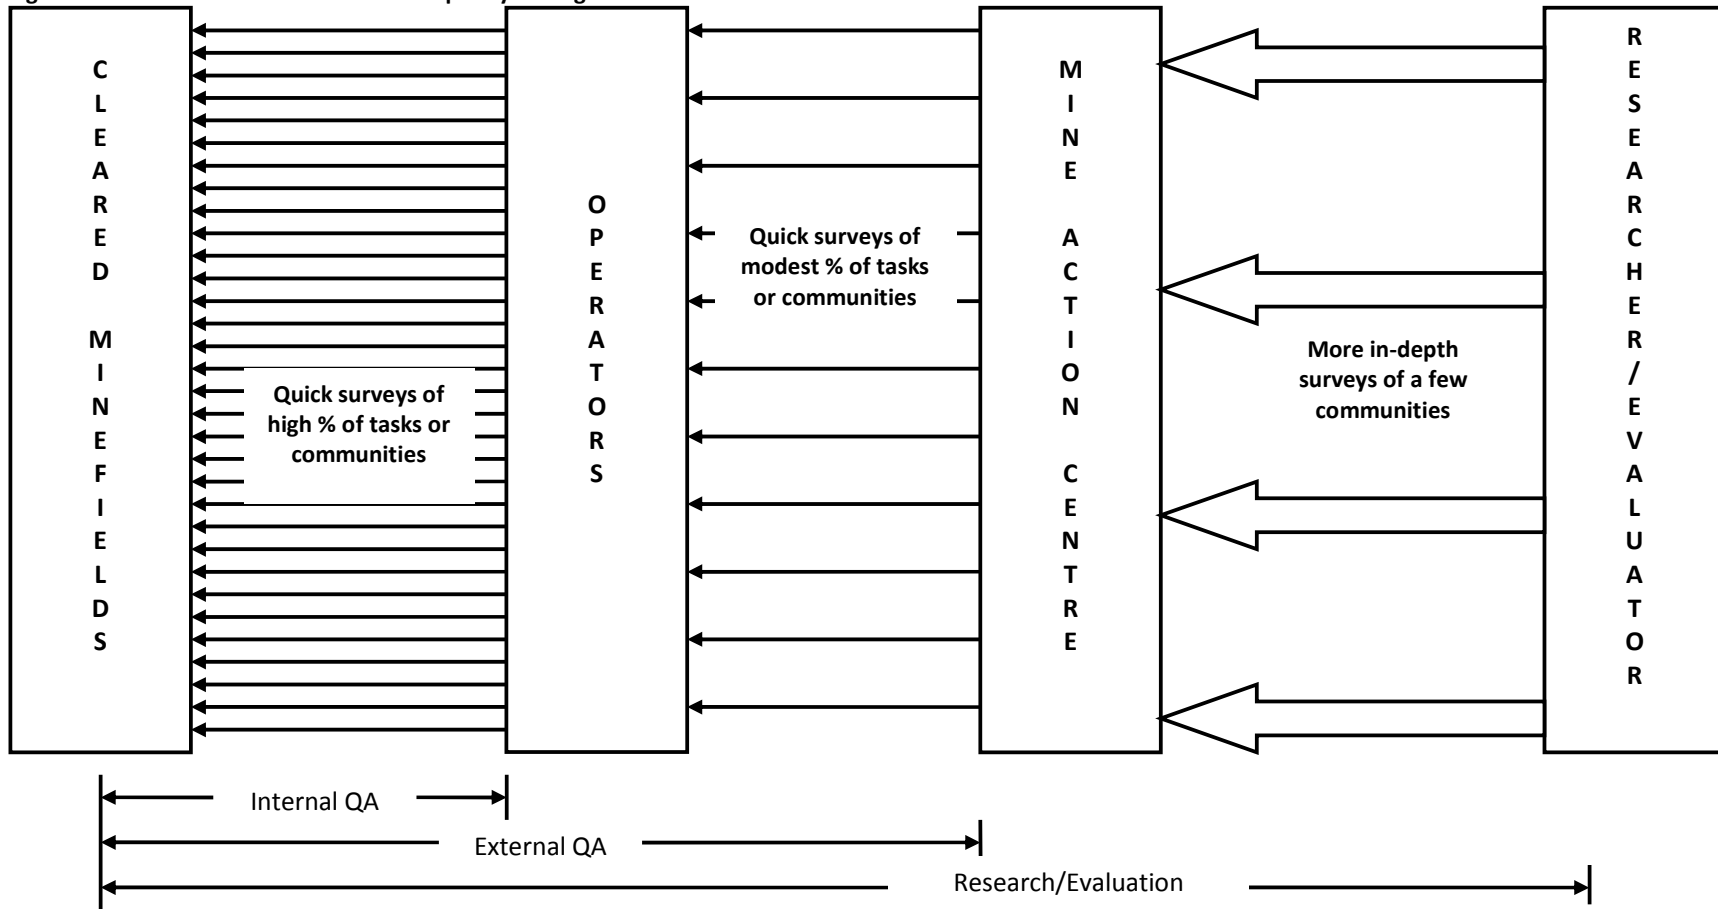 CLEARED MINEFIELDS
Quick surveys of
high % of tasks or
communities
OPERATORS
Quick surveys of
modest % of tasks
or communities
MINE ACTION CENTRE
More in-depth
surveys of a few
communities
RESEARCHER/EVALUATOR
Internal QA
External QA
Research/Evaluation